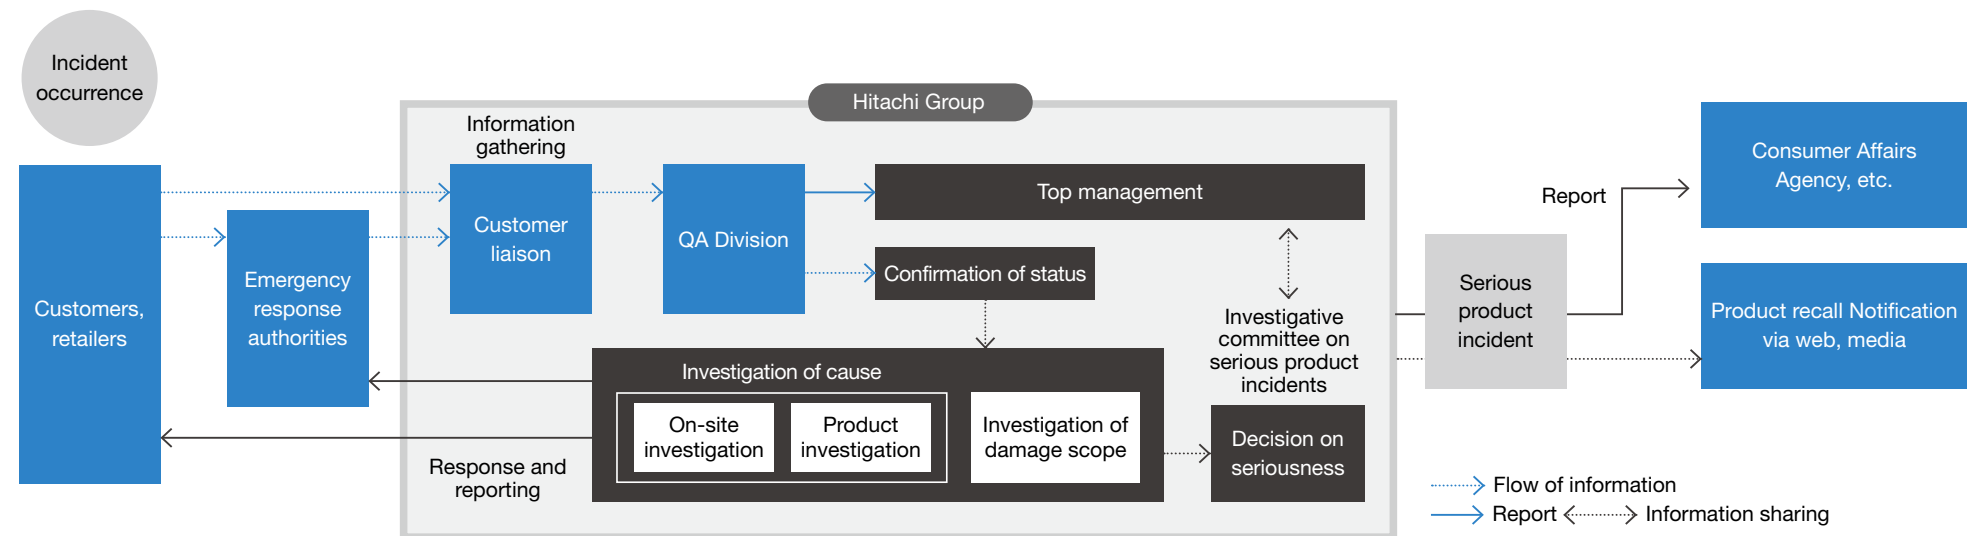 Incident
occurrence
Hitachi Group
Information
gathering
Customers,
retailers
Emergency
response
authorities
Customer
liaison
QA Division
Top management
Confirmation of status
Investigation of cause
On-site
investigation
Product
investigation
Investigation of
damage scope
Response and
reporting
Investigative
committee on
serious product
incidents
Decision on
seriousness
Serious
product
incident
Report
Consumer Affairs
Agency, etc.
Product recall Notification
via web, media
Flow of information
Report
Information sharing